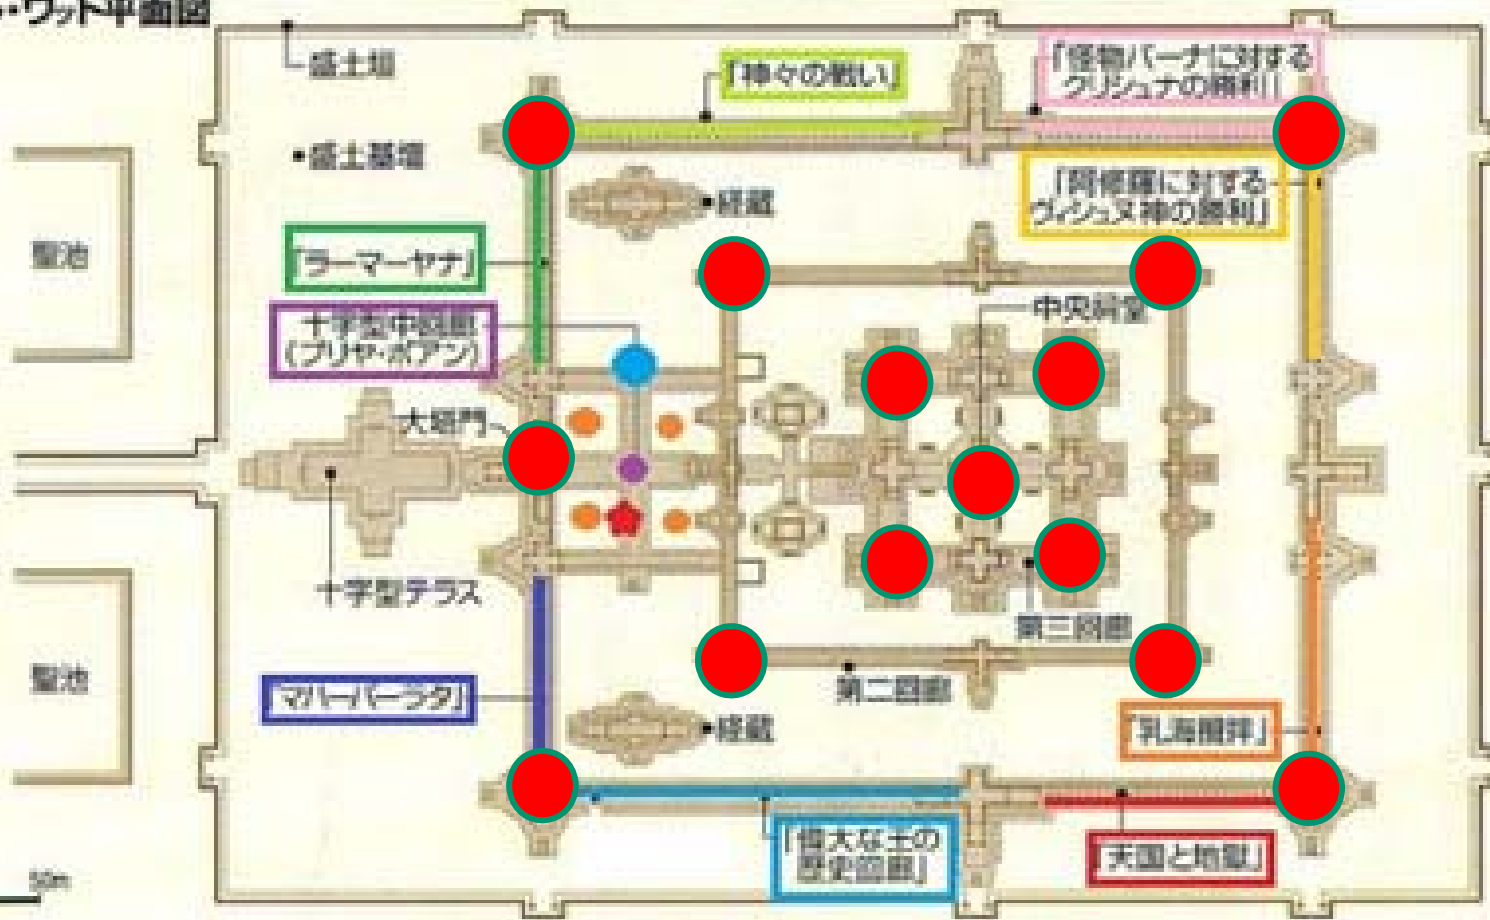 ・ワット平面図
盛土垣
「神々の戦い」
「怪物バーナに対する
クリシュナの勝利」
盛土基壇
経蔵
「阿修羅に対する
ヴィシュヌ神の勝利」
聖池
「ラーマーヤナ」
十字型中回廊
(プリヤ・ポアン)
中央祠堂
大塔門
十字型テラス
第三回廊
聖池
「マハーバーラタ」
第二回廊
経蔵
「乳海攪拌」
「偉大な王の
歴史回廊」
「天国と地獄」
50m